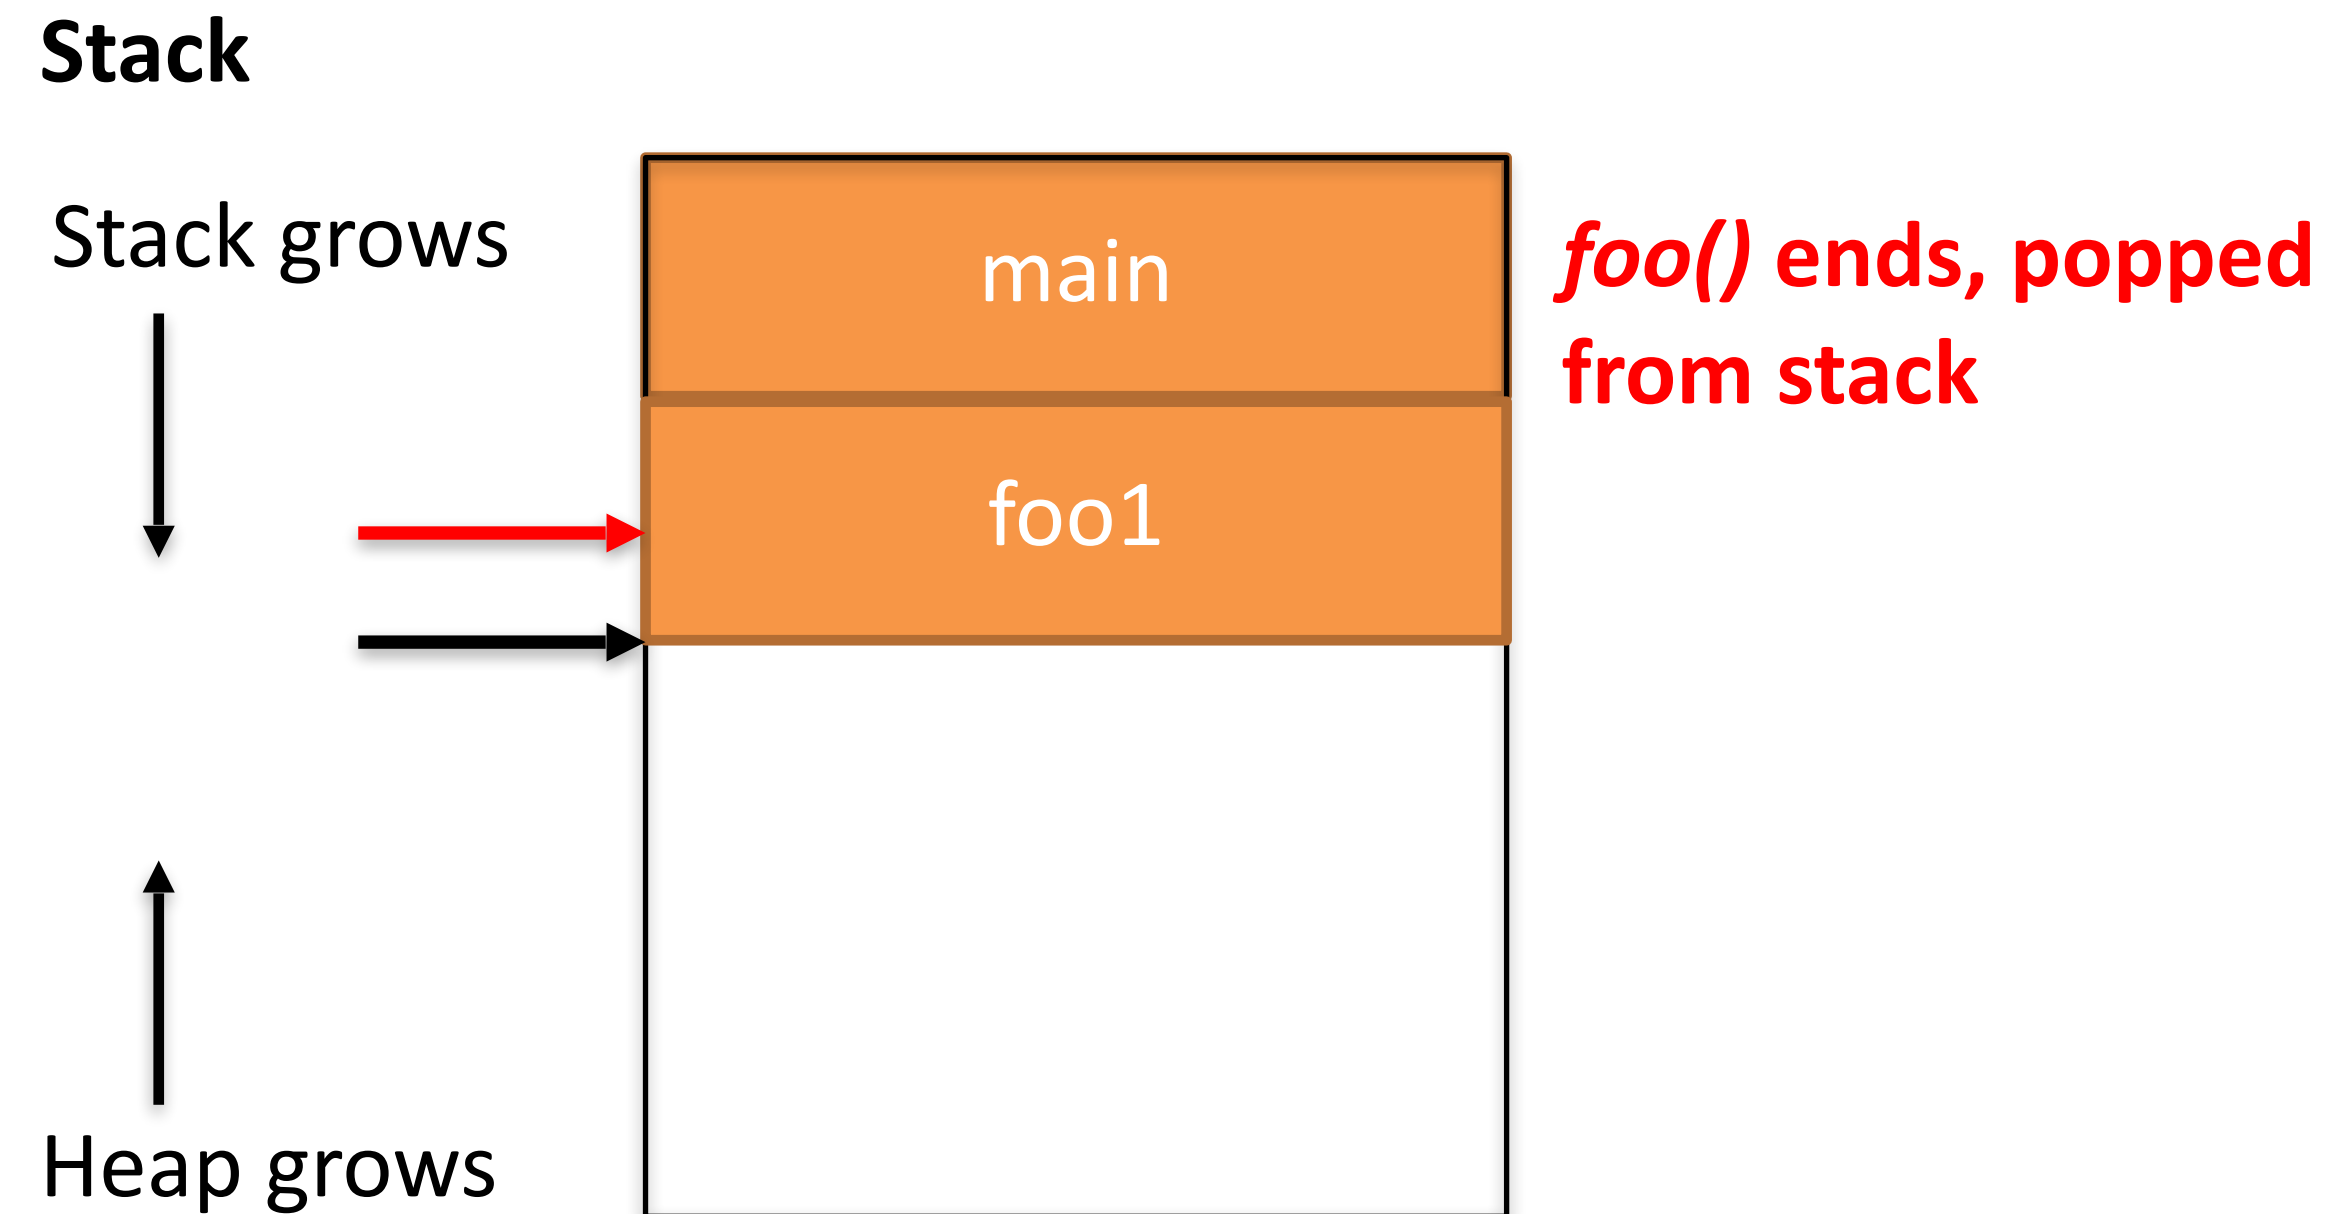 Stack
Stack grows
main
foo() ends, popped
from stack
foo1
Heap grows